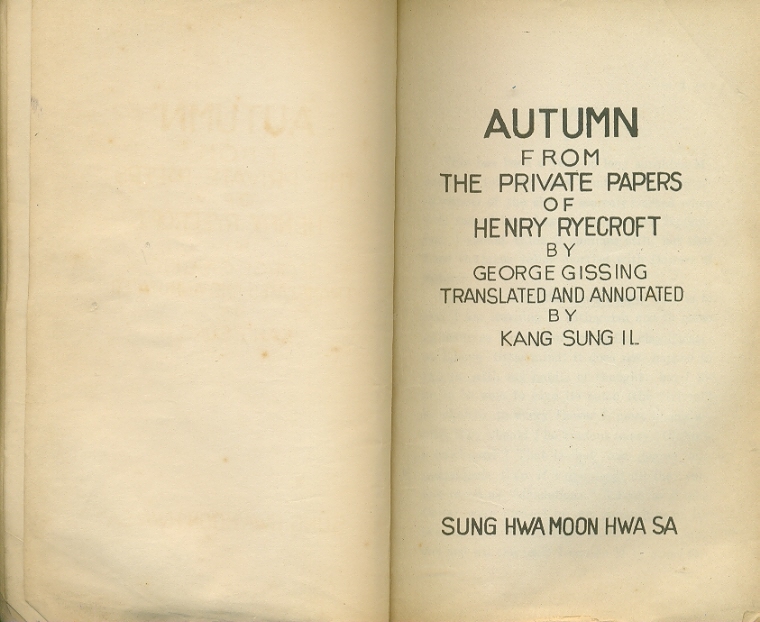 AUTUMN
FROM
THE PRIVATE PAPERS
OF
HENRY RYECROFT
BY
GEORGE GISSING
TRANSLATED AND ANNOTATED
BY
KANG SUNG IL
SUNG HWA MOON HWA SA